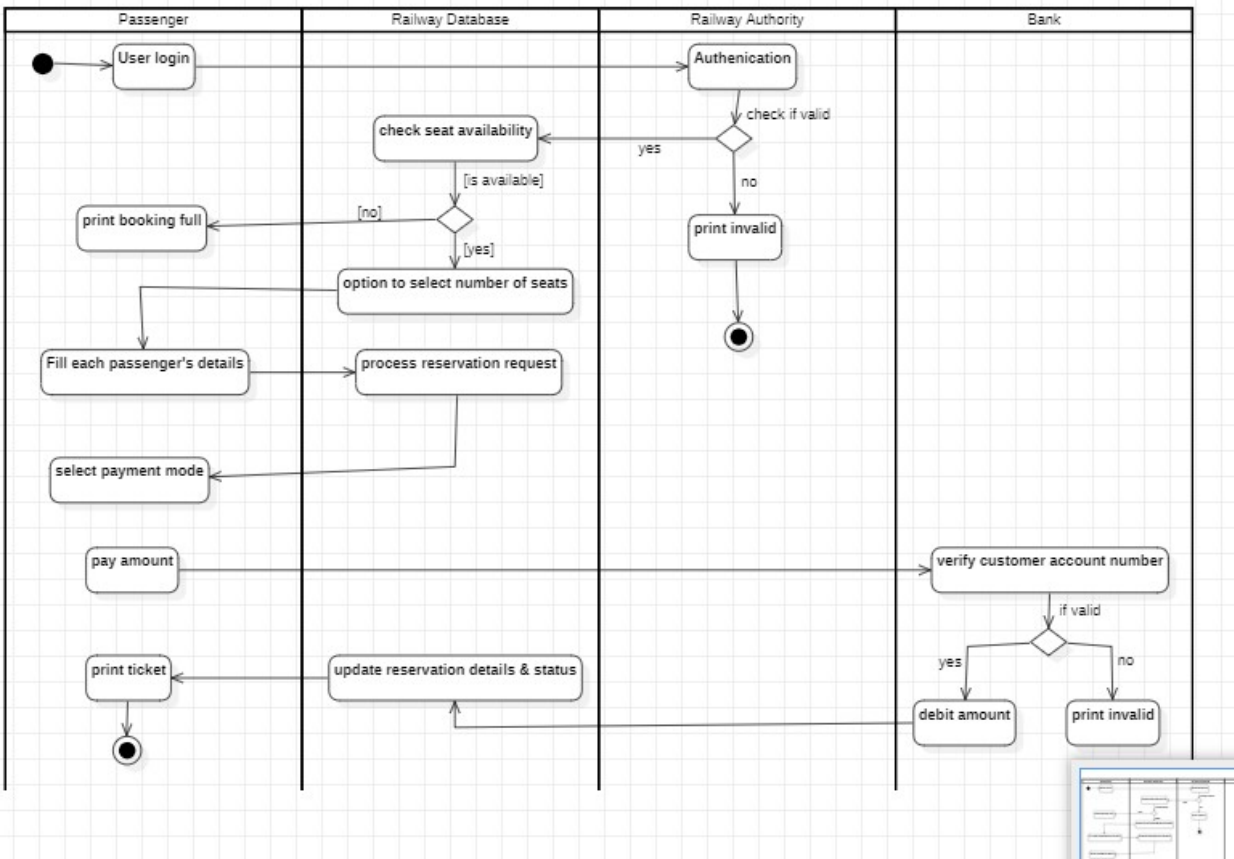 Passenger
Railway Database
Railway Authority
Bank
User login
Authenication
check if valid
check seat availability
yes
[is available]
no
print booking full
[no]
print invalid
[yes]
option to select number of seats
Fill each passenger's details
process reservation request
select payment mode
pay amount
verify customer account number
if valid
yes
no
print ticket
update reservation details & status
debit amount
print invalid